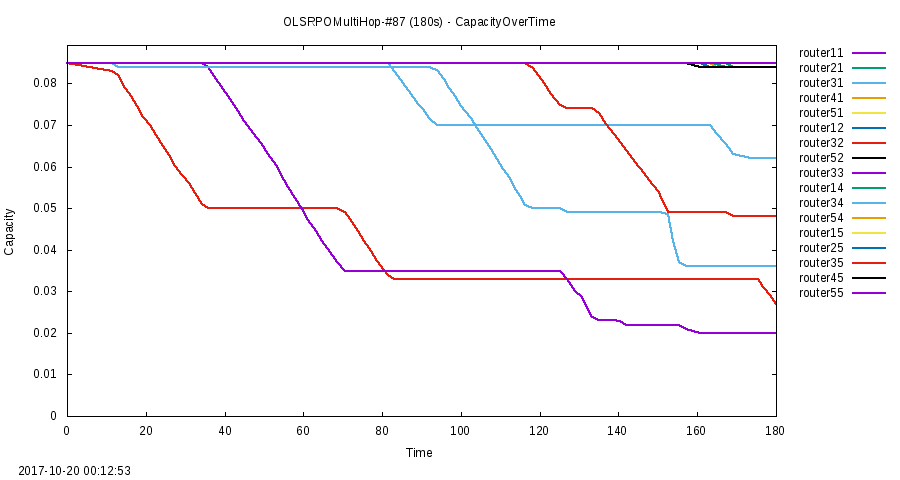 OLSRPOMultiHop-#87 (180s) - CapacityOverTime
router11
router21
router31
router41
router51
router12
router32
router52
router33
router14
router34
router54
router15
router25
router35
router45
router55
0.08
0.07
0.06
0.05
0.04
0.03
0.02
0.01
0
Capacity
0 20 40 60 80 100 120 140 160 180
Time
2017-10-20 00:12:53